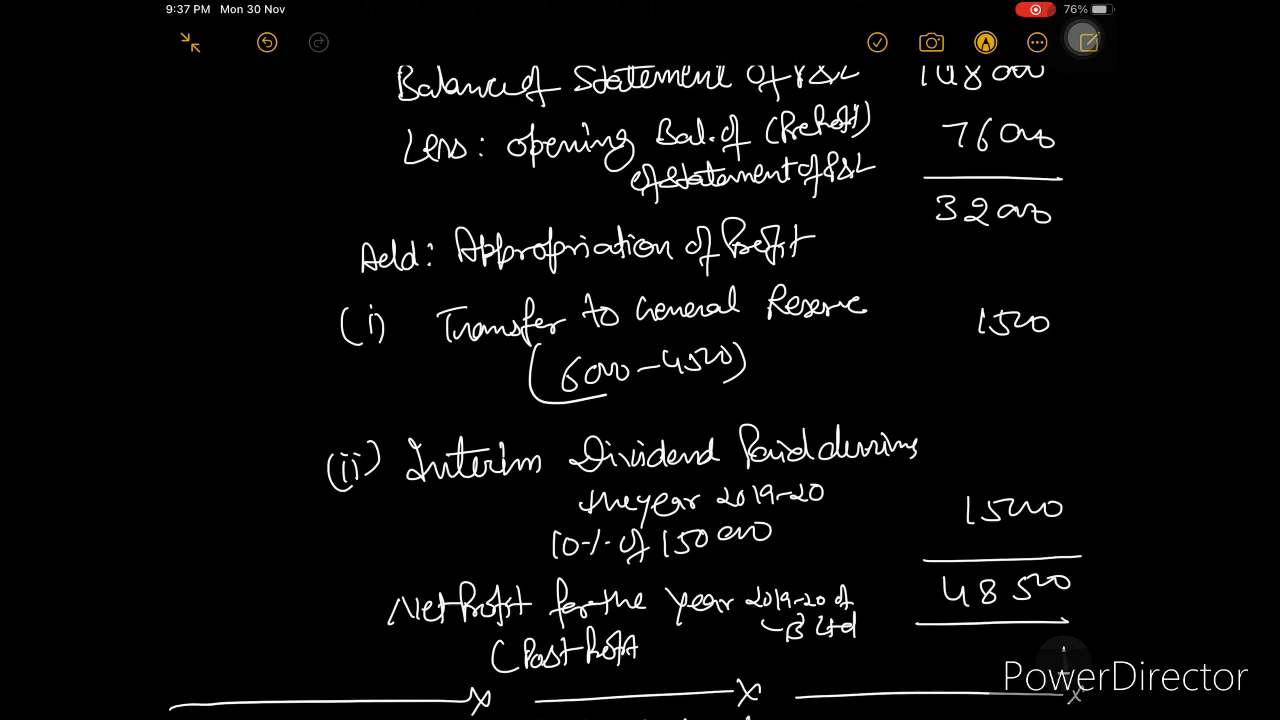 9:37 PM Mon 30 Nov 76%
Balance of Statement of P&L 108000
Less: opening Bal. of (Pre Profit) 76000
of Statement of P&L
32000
Add: Appropriation of Profit
(i) Transfer to General Reserve 1500
(6000-4500)
(ii) Interim Dividend Paid during
the year 2019-20 15000
10% of 150000
Net Profit for the year 2019-20 of 48500
B Ltd
(Post Profit
PowerDirector